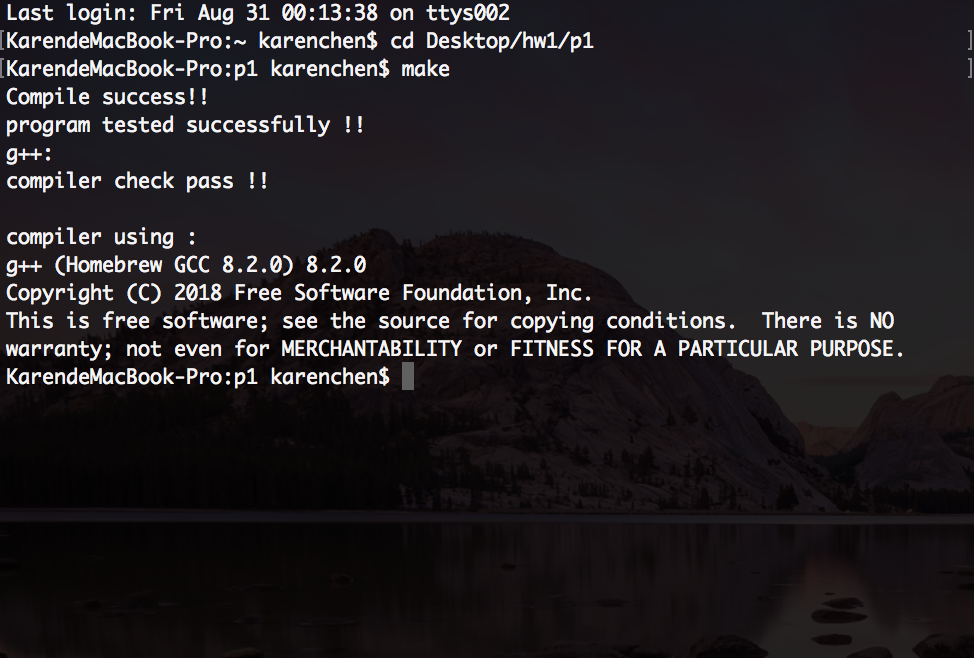 Last login: Fri Aug 31 00:13:38 on ttys002
[KarendeMacBook-Pro:~ karenchen$ cd Desktop/hw1/p1 ]
[KarendeMacBook-Pro:p1 karenchen$ make ]
Compile success!!
program tested successfully !!
g++:
compiler check pass !!
compiler using :
g++ (Homebrew GCC 8.2.0) 8.2.0
Copyright (C) 2018 Free Software Foundation, Inc.
This is free software; see the source for copying conditions.  There is NO
warranty; not even for MERCHANTABILITY or FITNESS FOR A PARTICULAR PURPOSE.
KarendeMacBook-Pro:p1 karenchen$